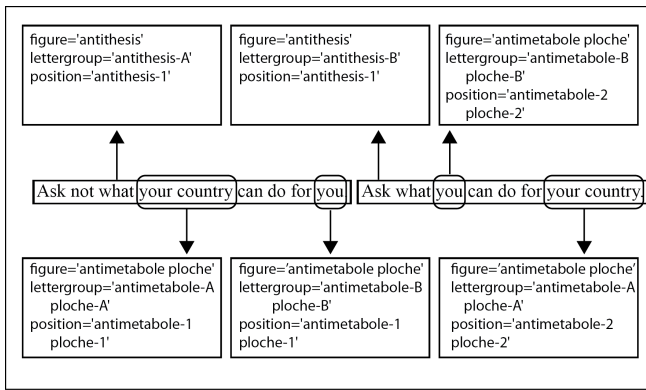 figure='antithesis'
lettergroup='antithesis-A'
position='antithesis-1'
figure='antithesis'
lettergroup='antithesis-B'
position='antithesis-1'
figure='antimetabole ploche'
lettergroup='antimetabole-B
ploche-B'
position='antimetabole-2
ploche-2'
Ask not what your country can do for you Ask what you can do for your country.
figure='antimetabole ploche'
lettergroup='antimetabole-A
ploche-A'
position='antimetabole-1
ploche-1'
figure=’antimetabole ploche'
lettergroup='antimetabole-B
ploche-B'
position='antimetabole-1
ploche-1'
figure=’antimetabole ploche’
lettergroup='antimetabole-A
ploche-A'
position='antimetabole-2
ploche-2'